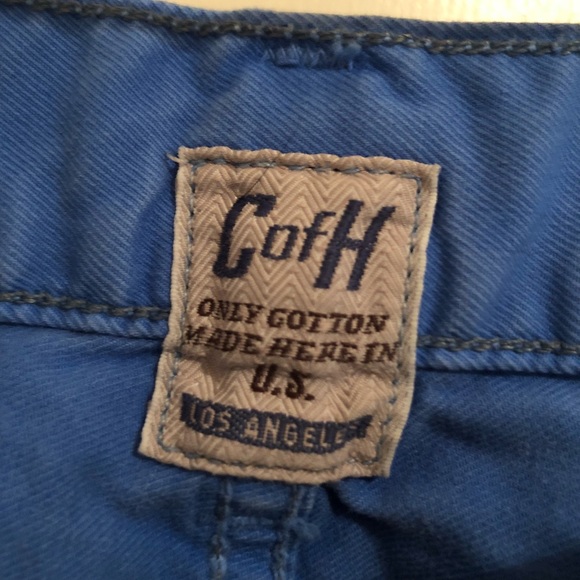 CofH
ONLY COTTON
MADE HERE IN
U.S.
LOS ANGELES